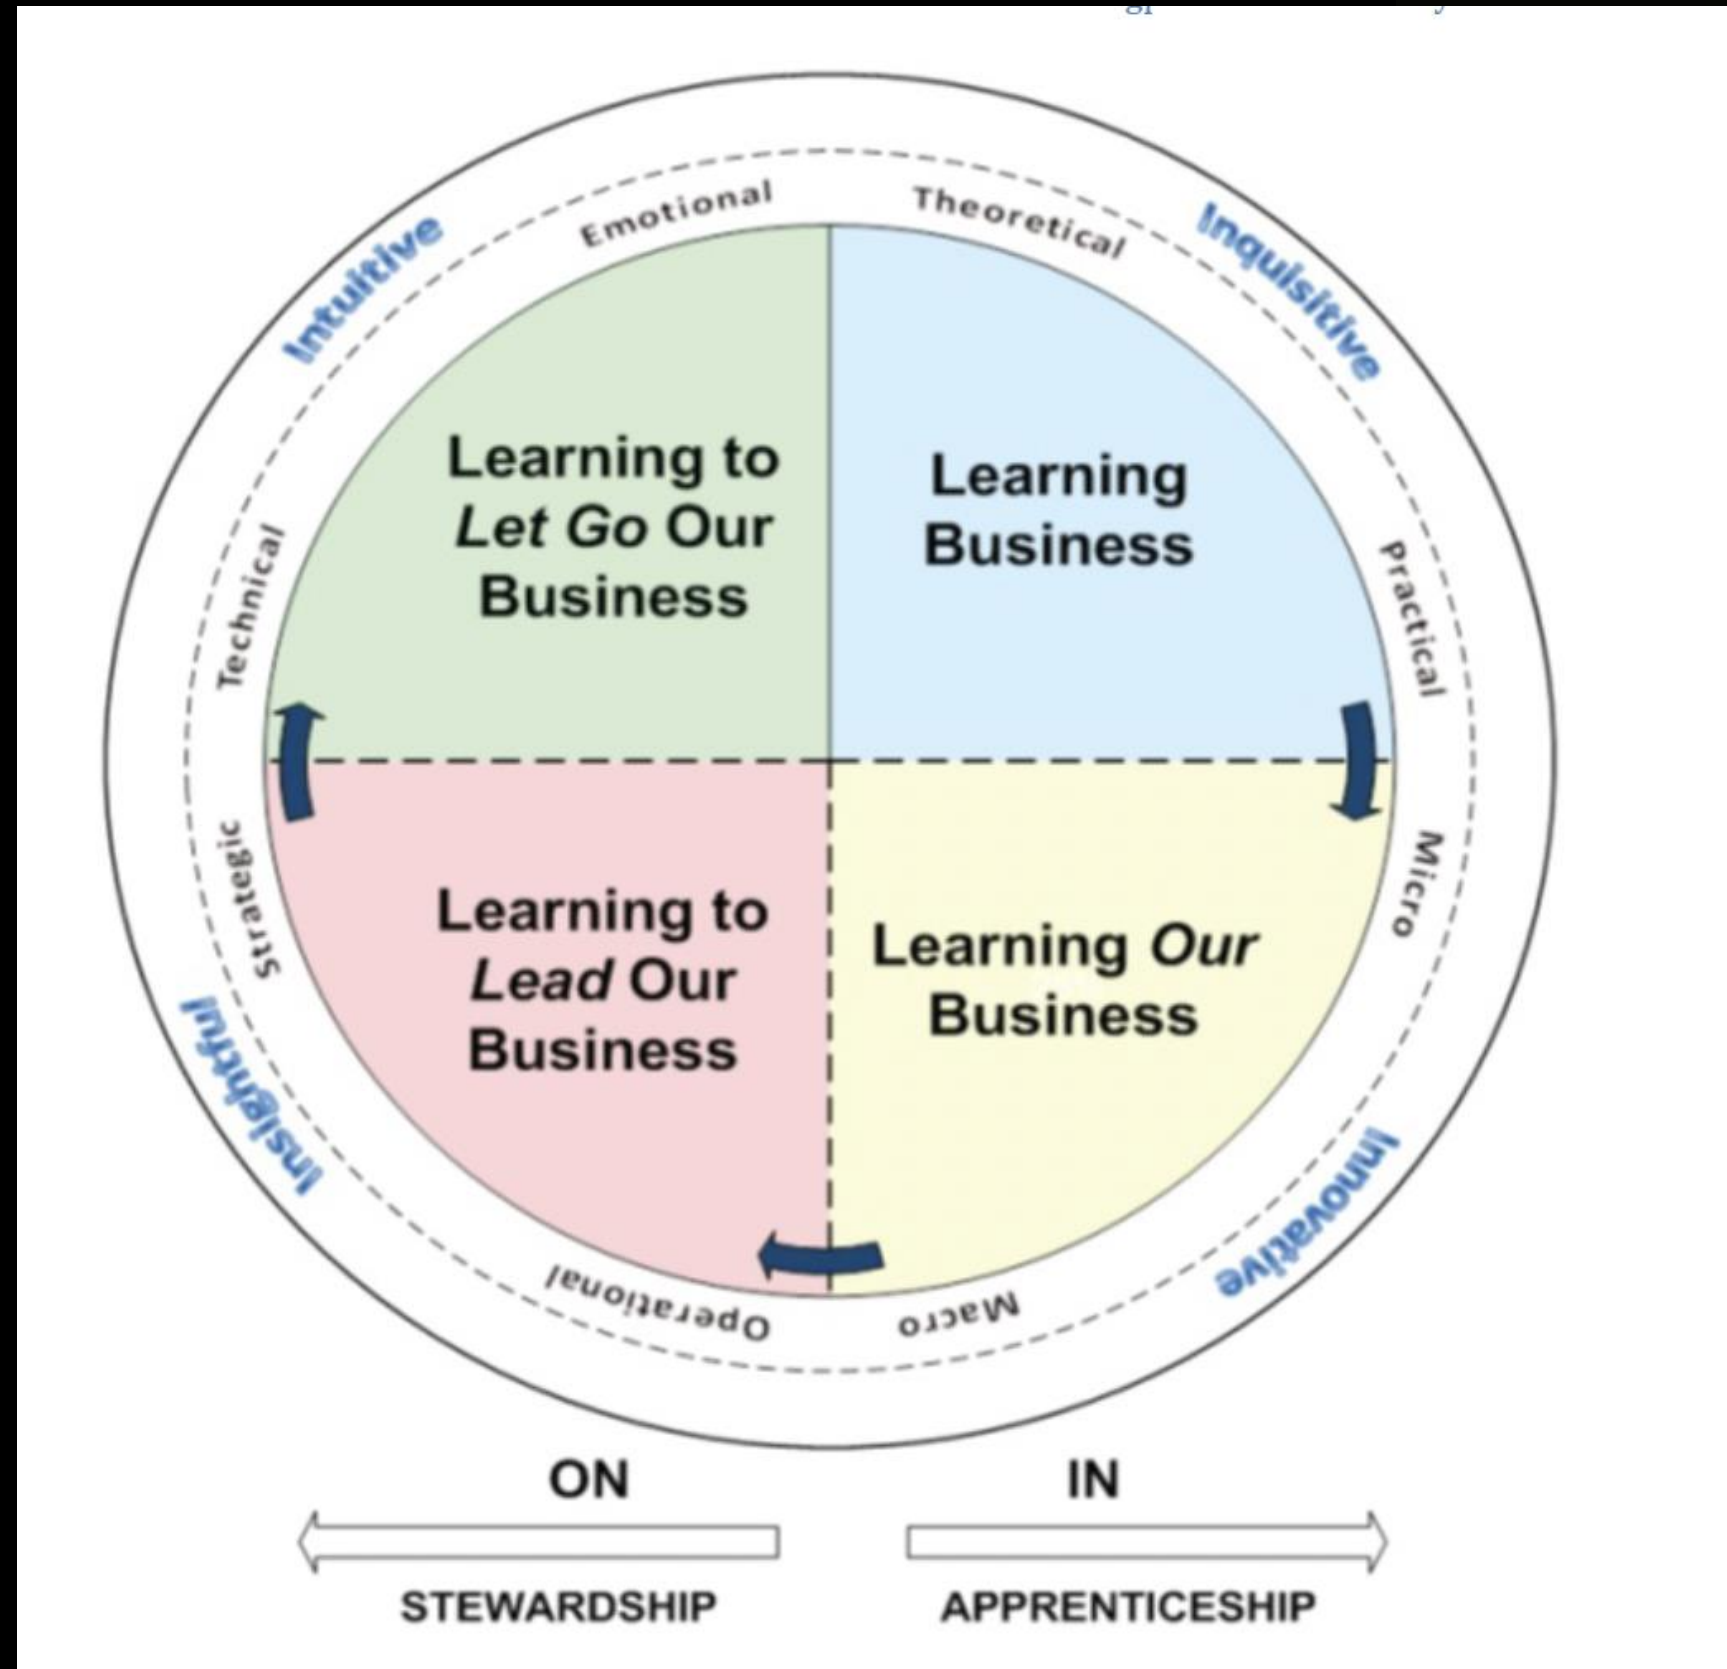 Intuitive
Emotional
Theoretical
Inquisitive
Technical
Learning to
Let Go Our
Business
Learning
Business
Practical
Strategic
Learning to
Lead Our
Business
Learning Our
Business
Micro
Insightful
Operational
Macro
Innovative
ON
IN
STEWARDSHIP
APPRENTICESHIP